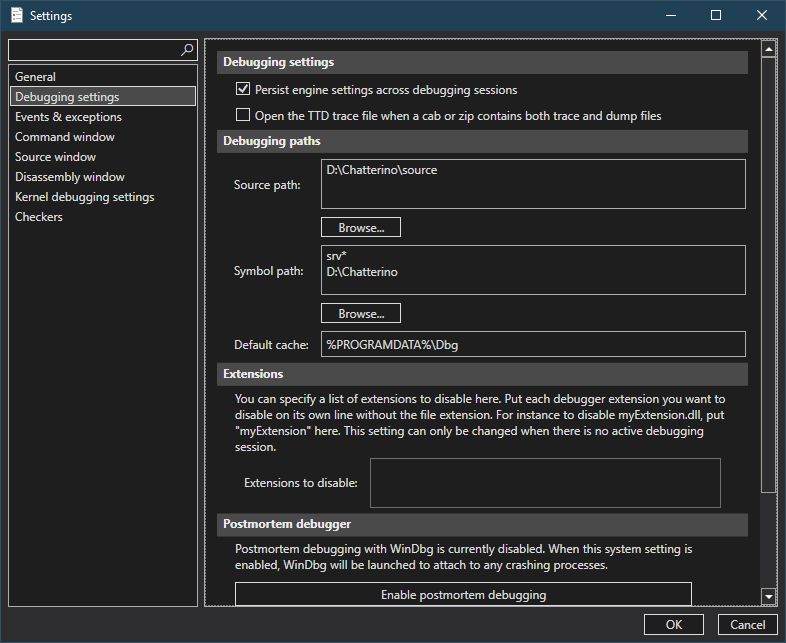 Settings
General
Debugging settings
Events & exceptions
Command window
Source window
Disassembly window
Kernel debugging settings
Checkers
Debugging settings
Persist engine settings across debugging sessions
Open the TTD trace file when a cab or zip contains both trace and dump files
Debugging paths
Source path:
D:\Chatterino\source
Browse...
Symbol path:
srv*
D:\Chatterino
Browse...
Default cache:
%PROGRAMDATA%\Dbg
Extensions
You can specify a list of extensions to disable here. Put each debugger extension you want to
disable on its own line without the file extension. For instance to disable myExtension.dll, put
"myExtension" here. This setting can only be changed when there is no active debugging
session.
Extensions to disable:
Postmortem debugger
Postmortem debugging with WinDbg is currently disabled. When this system setting is
enabled, WinDbg will be launched to attach to any crashing processes.
Enable postmortem debugging
OK
Cancel